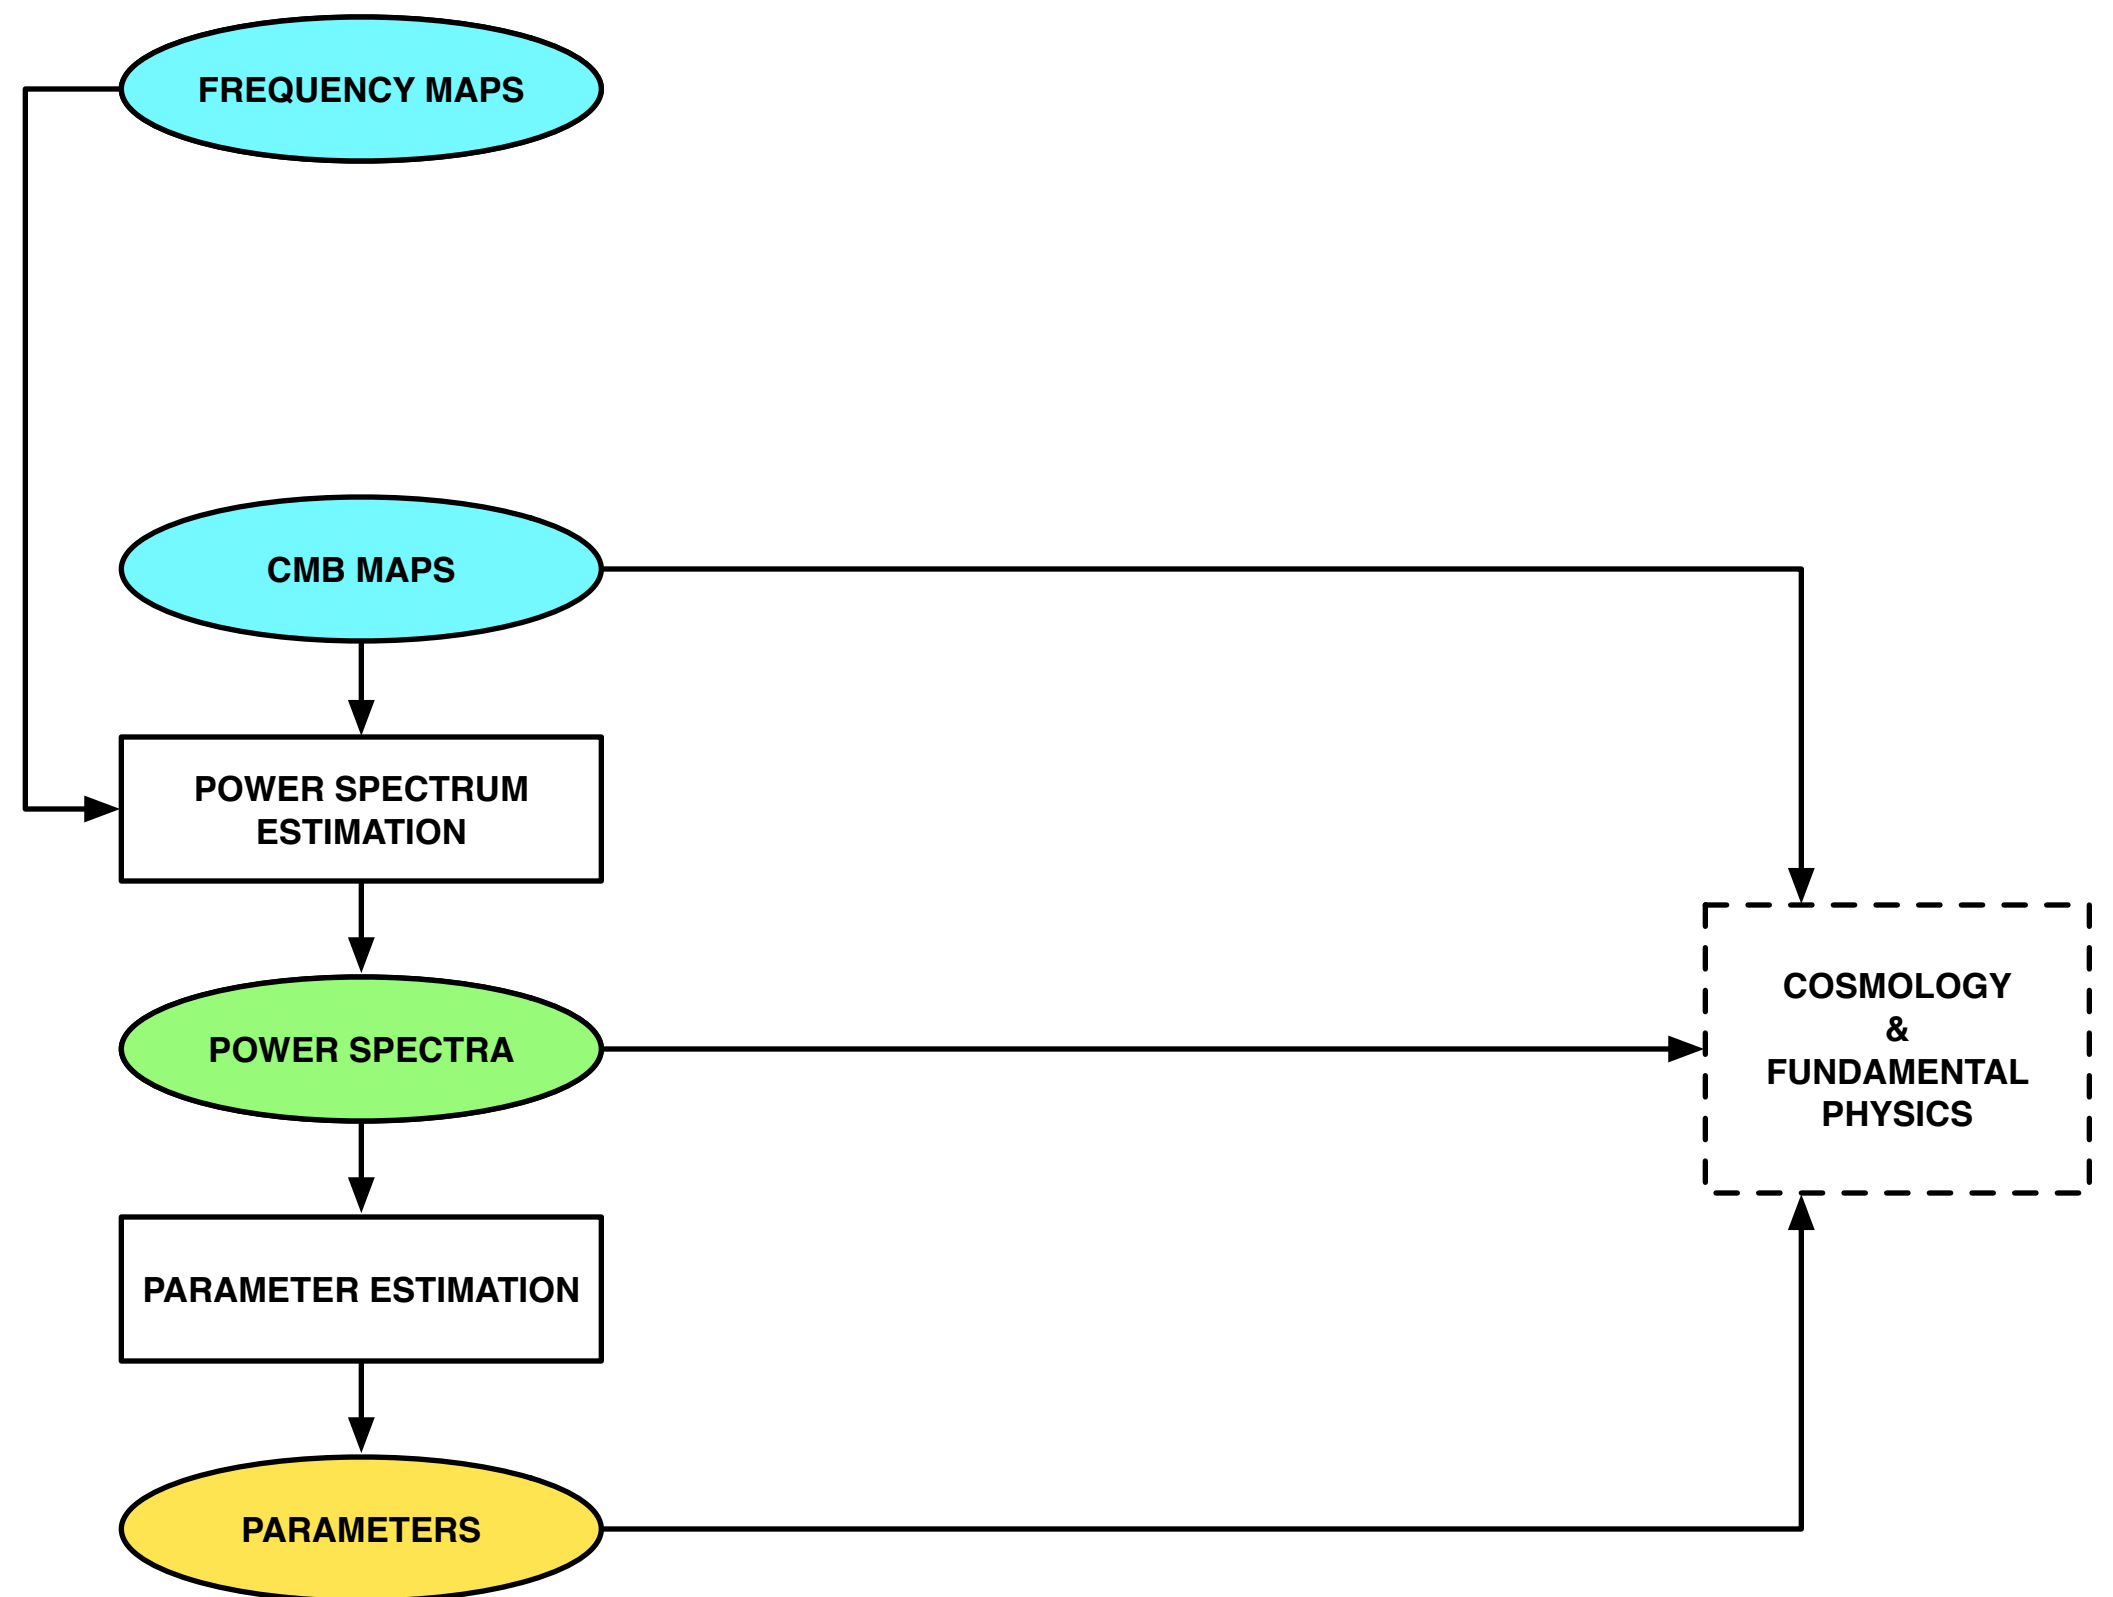 FREQUENCY MAPS
CMB MAPS
POWER SPECTRUM
ESTIMATION
POWER SPECTRA
COSMOLOGY
&
FUNDAMENTAL
PHYSICS
PARAMETER ESTIMATION
PARAMETERS